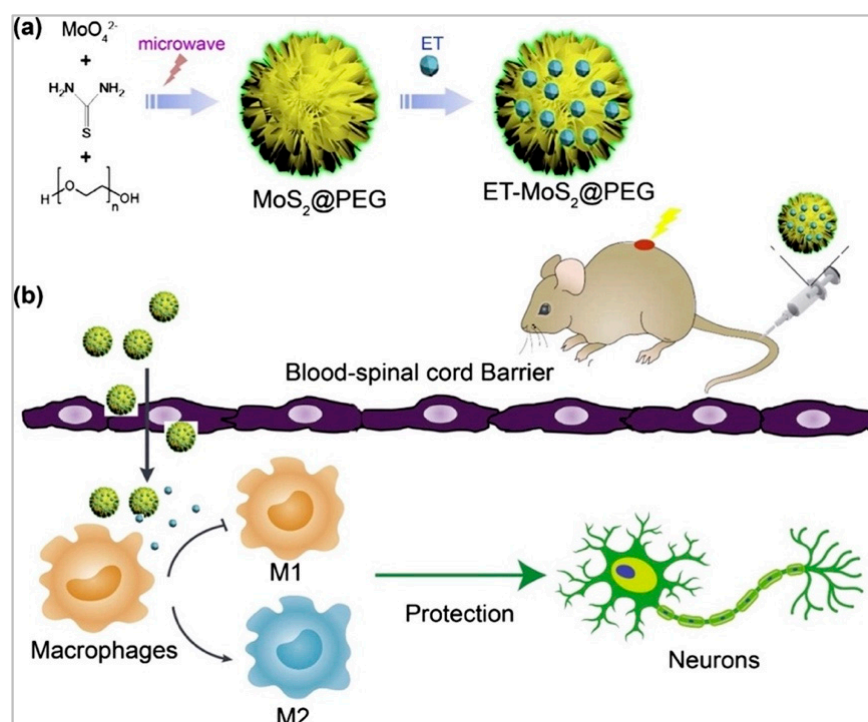 (a)
MoO₄²⁻
+
H₂N NH₂
S
+
H O n OH
microwave
MoS₂@PEG
ET
ET-MoS₂@PEG
(b)
Blood-spinal cord Barrier
Macrophages
M1
M2
Protection
Neurons